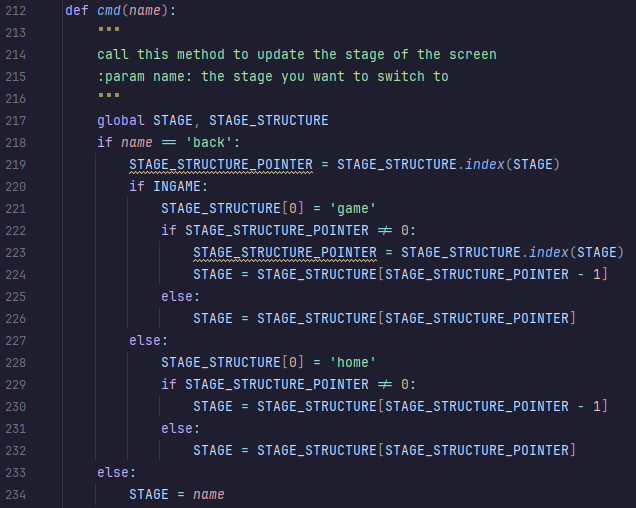 212 def cmd(name):
213 """
214 call this method to update the stage of the screen
215 :param name: the stage you want to switch to
216 """
217 global STAGE, STAGE_STRUCTURE
218 if name == 'back':
219 STAGE_STRUCTURE_POINTER = STAGE_STRUCTURE.index(STAGE)
220 if INGAME:
221 STAGE_STRUCTURE[0] = 'game'
222 if STAGE_STRUCTURE_POINTER != 0:
223 STAGE_STRUCTURE_POINTER = STAGE_STRUCTURE.index(STAGE)
224 STAGE = STAGE_STRUCTURE[STAGE_STRUCTURE_POINTER - 1]
225 else:
226 STAGE = STAGE_STRUCTURE[STAGE_STRUCTURE_POINTER]
227 else:
228 STAGE_STRUCTURE[0] = 'home'
229 if STAGE_STRUCTURE_POINTER != 0:
230 STAGE = STAGE_STRUCTURE[STAGE_STRUCTURE_POINTER - 1]
231 else:
232 STAGE = STAGE_STRUCTURE[STAGE_STRUCTURE_POINTER]
233 else:
234 STAGE = name